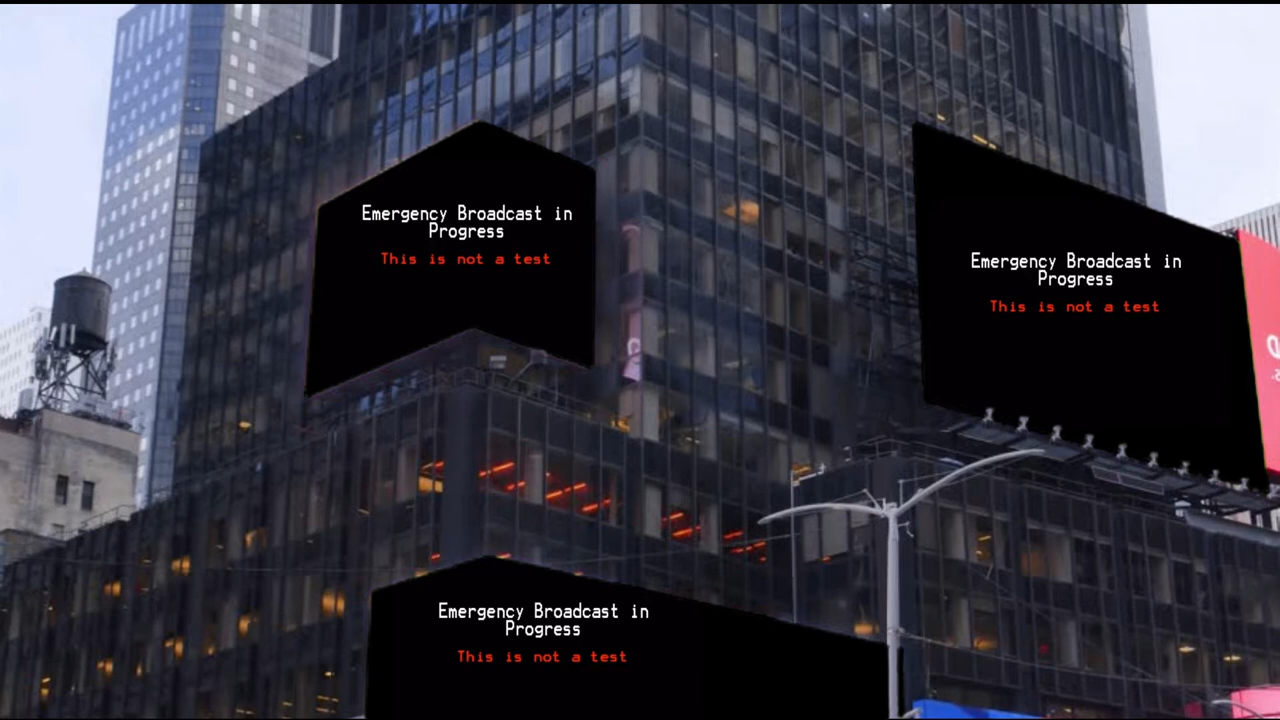 Emergency Broadcast in
Progress
This is not a test
Emergency Broadcast in
Progress
This is not a test
Emergency Broadcast in
Progress
This is not a test